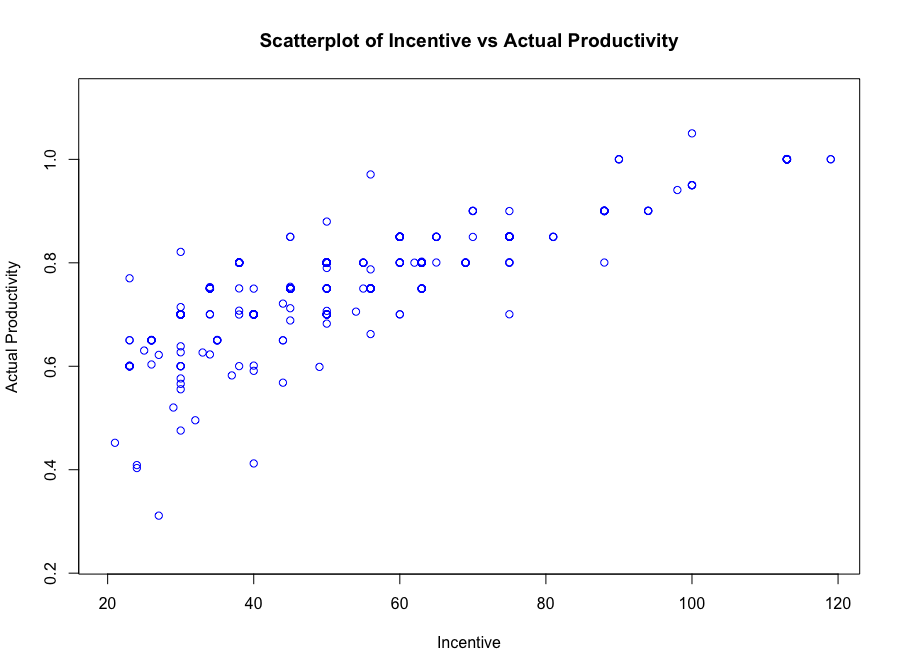 Scatterplot of Incentive vs Actual Productivity
Actual Productivity
1.0
0.8
0.6
0.4
0.2
20 40 60 80 100 120
Incentive